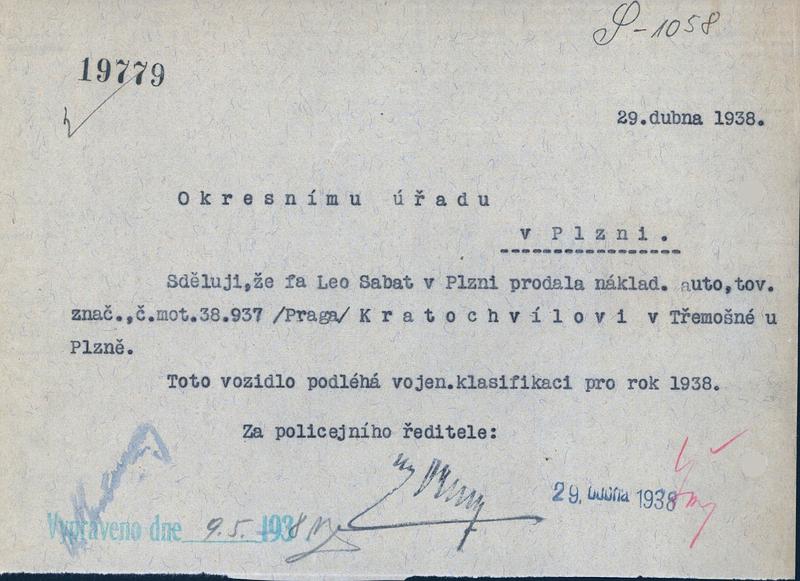 S-1058
19779
29.dubna 1938.
Okresnímu úřadu
v Plzni.
Sděluji,že fa Leo Sabat v Plzni prodala náklad. auto,tov.
znač.,č.mot.38.937 /Praga/ Kratochvílovi v Třemošné u
Plzně.
Toto vozidlo podléhá vojen.klasifikaci pro rok 1938.
Za policejního ředitele:
29. dubna 1938
Vypraveno dne 9.5. 1938